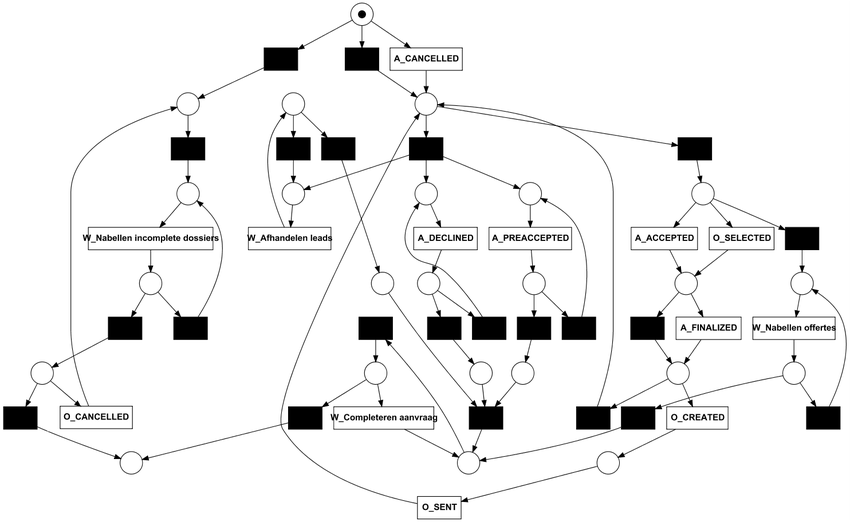 A_CANCELLED
W_Nabellen incomplete dossiers
W_Afhandelen leads
A_DECLINED
A_PREACCEPTED
A_ACCEPTED
O_SELECTED
A_FINALIZED
W_Nabellen offertes
O_CANCELLED
W_Completeren aanvraag
O_CREATED
O_SENT